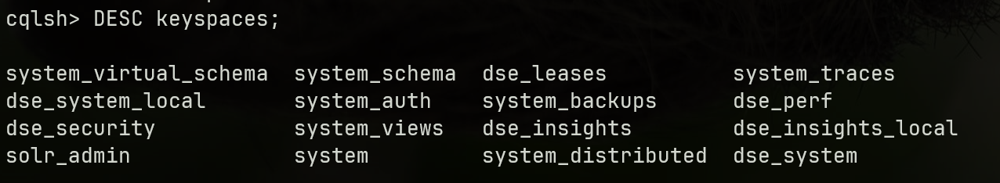 cqlsh> DESC keyspaces;
system_virtual_schema  system_schema  dse_leases          system_traces
dse_system_local       system_auth    system_backups      dse_perf
dse_security           system_views   dse_insights        dse_insights_local
solr_admin             system         system_distributed  dse_system